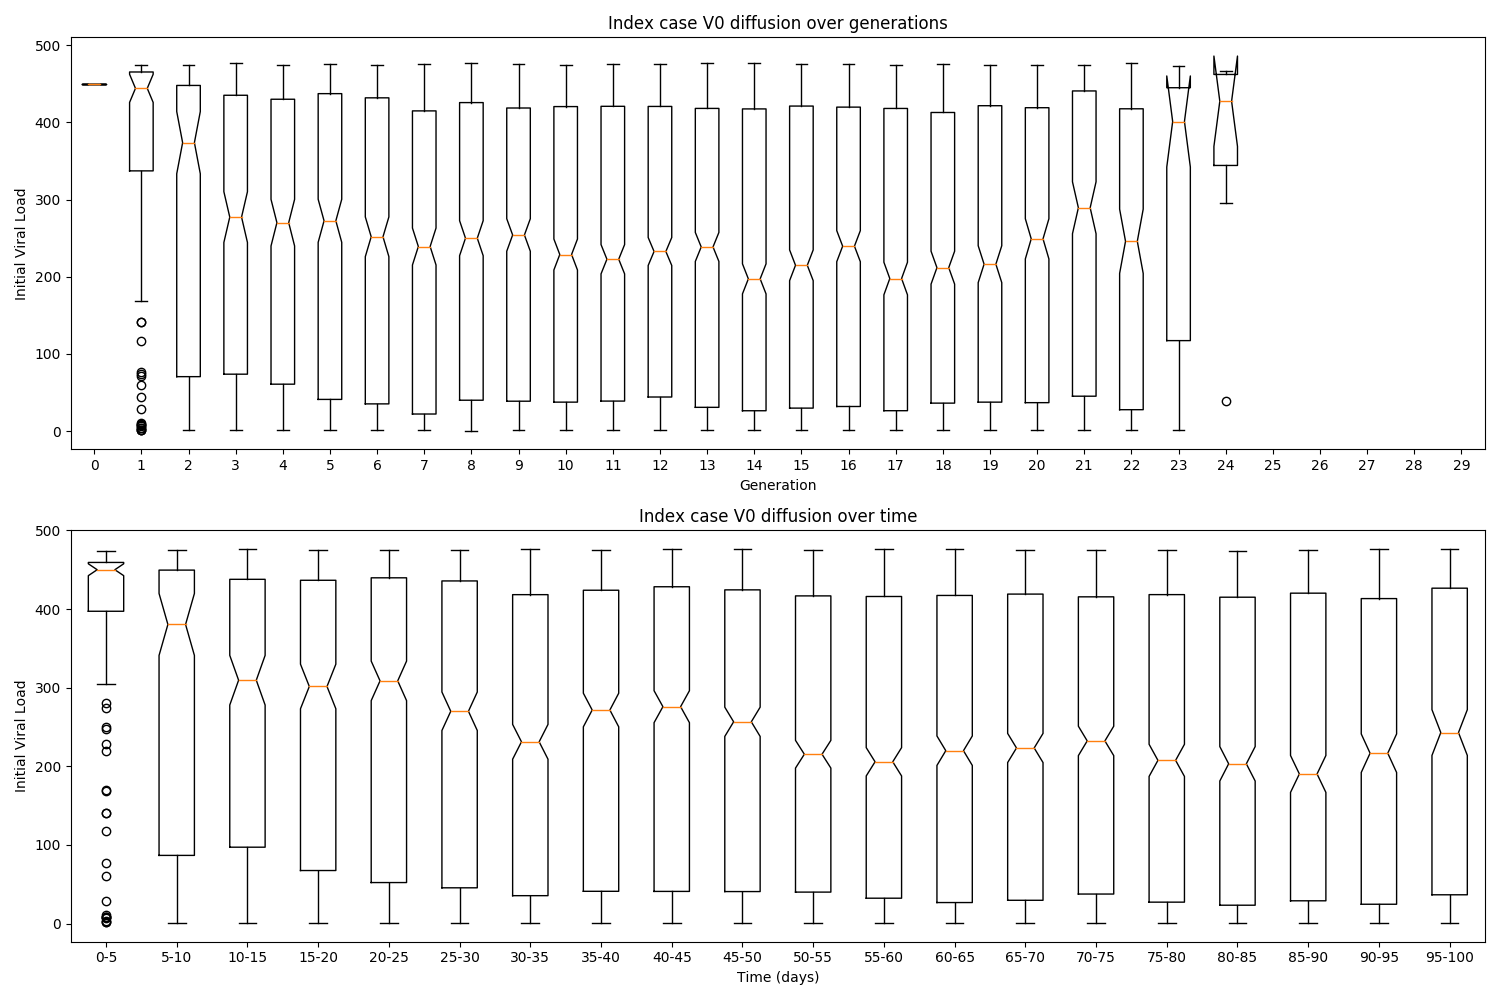 Index case V0 diffusion over generations
500
400
300
200
100
0
Initial Viral Load
0 1 2 3 4 5 6 7 8 9 10 11 12 13 14 15 16 17 18 19 20 21 22 23 24 25 26 27 28 29
Generation
Index case V0 diffusion over time
500
400
300
200
100
0
Initial Viral Load
0-5 5-10 10-15 15-20 20-25 25-30 30-35 35-40 40-45 45-50 50-55 55-60 60-65 65-70 70-75 75-80 80-85 85-90 90-95 95-100
Time (days)